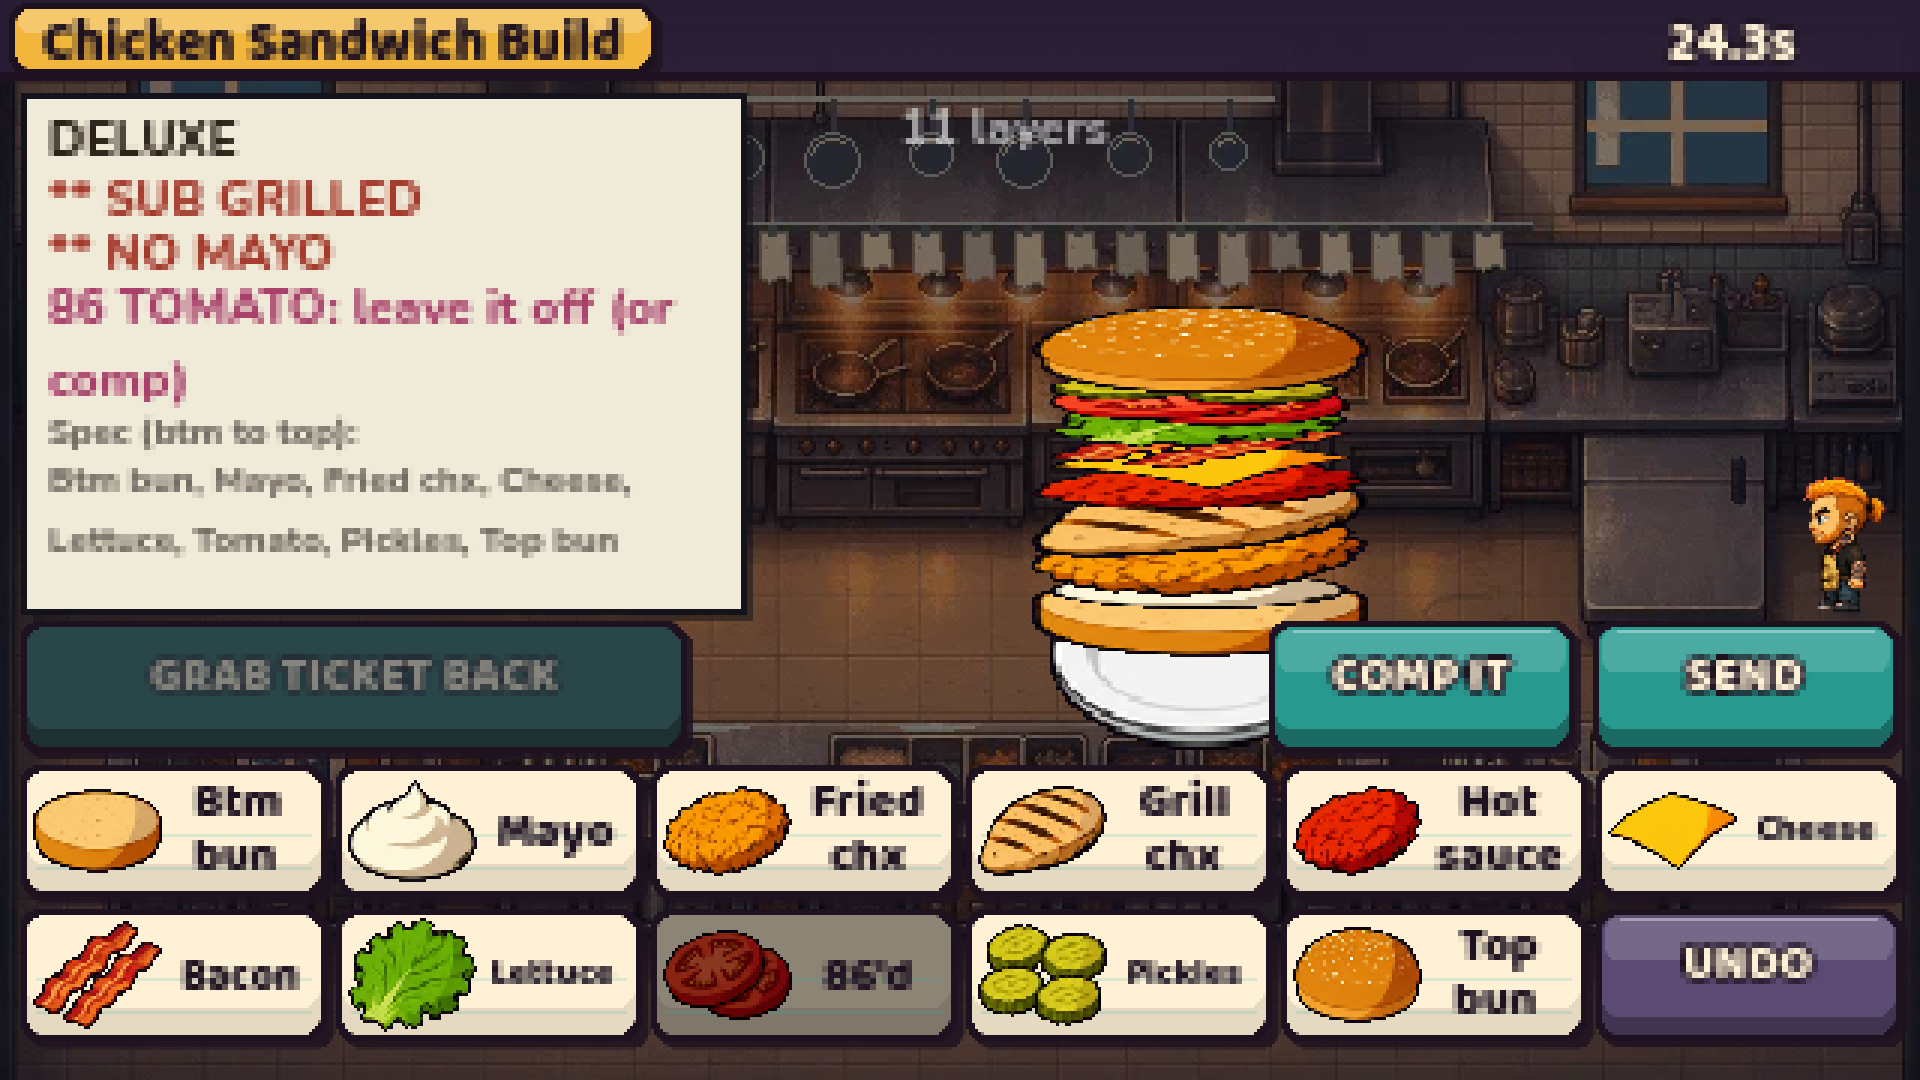 Chicken Sandwich Build
24.3s
11 layers
DELUXE
** SUB GRILLED
** NO MAYO
86 TOMATO: leave it off (or
comp)
Spec (btm to top):
Btm bun, Mayo, Fried chx, Cheese,
Lettuce, Tomato, Pickles, Top bun
GRAB TICKET BACK
COMP IT
SEND
Btm
bun
Mayo
Fried
chx
Grill
chx
Hot
sauce
Cheese
Bacon
Lettuce
86'd
Pickles
Top
bun
UNDO